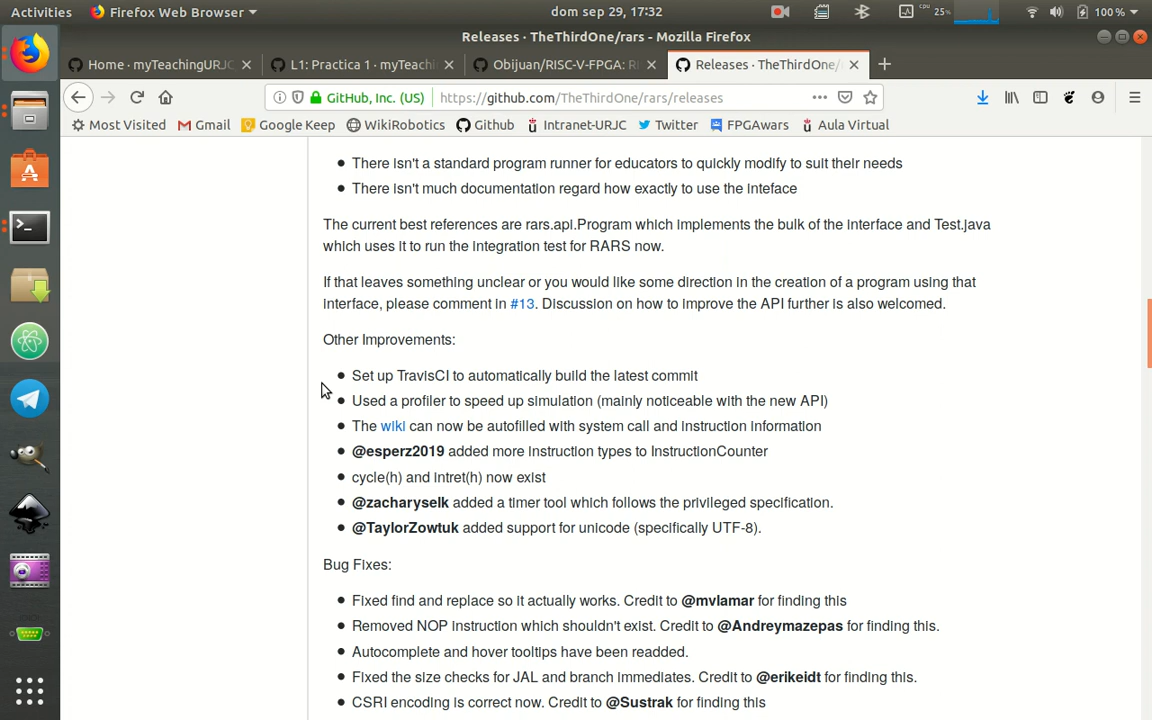 Activities Firefox Web Browser dom sep 29, 17:32 cpu 25% 100 %
Releases · TheThirdOne/rars - Mozilla Firefox
Home · myTeachingURJC L1: Practica 1 · myTeachi Obijuan/RISC-V-FPGA: RI Releases · TheThirdOne/
GitHub, Inc. (US) https://github.com/TheThirdOne/rars/releases
Most Visited Gmail Google Keep WikiRobotics Github Intranet-URJC Twitter FPGAwars Aula Virtual
There isn't a standard program runner for educators to quickly modify to suit their needs
There isn't much documentation regard how exactly to use the inteface
The current best references are rars.api.Program which implements the bulk of the interface and Test.java
which uses it to run the integration test for RARS now.
If that leaves something unclear or you would like some direction in the creation of a program using that
interface, please comment in #13. Discussion on how to improve the API further is also welcomed.
Other Improvements:
Set up TravisCI to automatically build the latest commit
Used a profiler to speed up simulation (mainly noticeable with the new API)
The wiki can now be autofilled with system call and instruction information
@esperz2019 added more instruction types to InstructionCounter
cycle(h) and intret(h) now exist
@zacharyselk added a timer tool which follows the privileged specification.
@TaylorZowtuk added support for unicode (specifically UTF-8).
Bug Fixes:
Fixed find and replace so it actually works. Credit to @mvlamar for finding this
Removed NOP instruction which shouldn't exist. Credit to @Andreymazepas for finding this.
Autocomplete and hover tooltips have been readded.
Fixed the size checks for JAL and branch immediates. Credit to @erikeidt for finding this.
CSRI encoding is correct now. Credit to @Sustrak for finding this